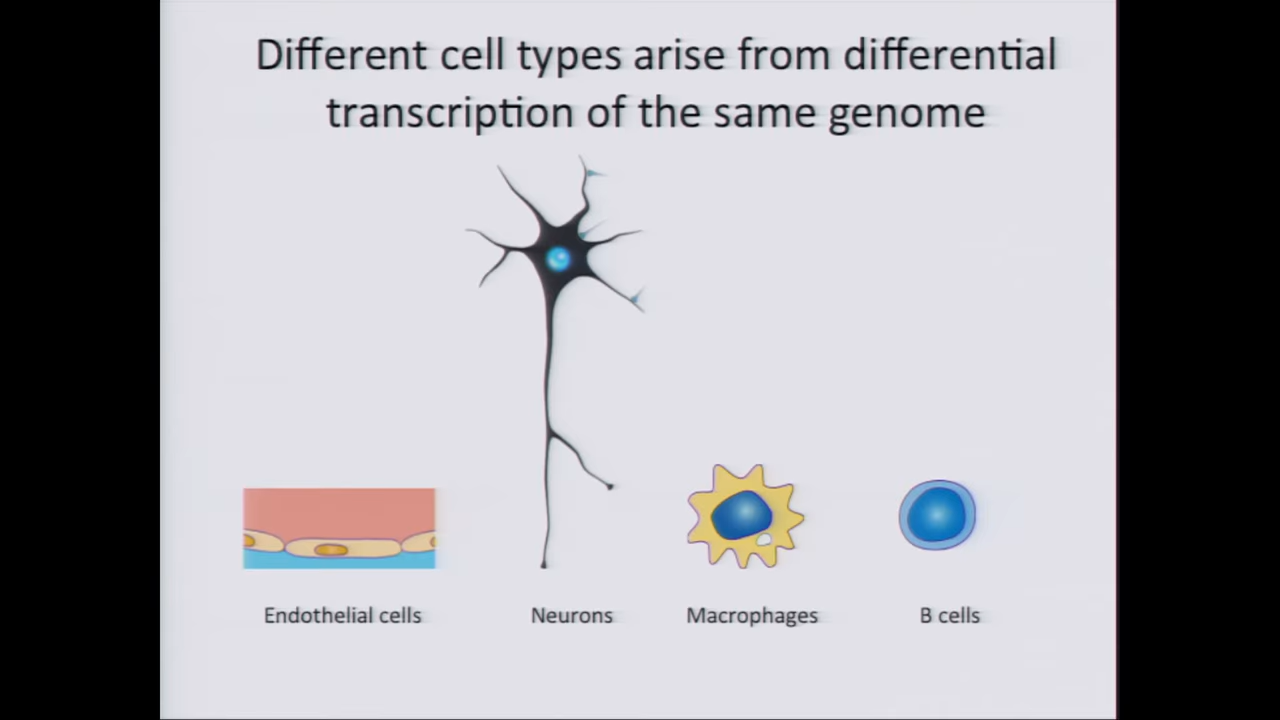 Different cell types arise from differential
transcription of the same genome
Endothelial cells
Neurons
Macrophages
B cells